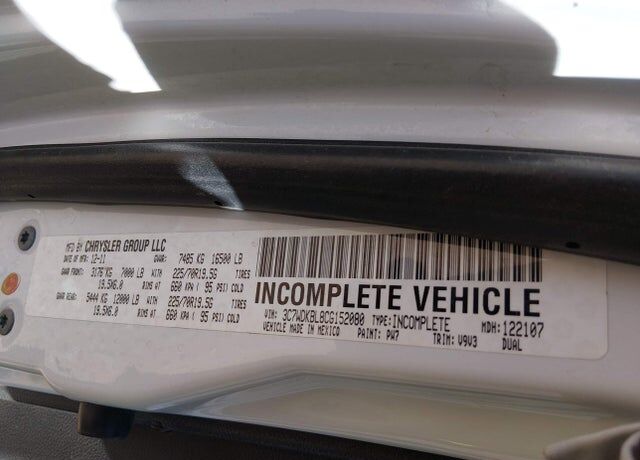 MFD BY CHRYSLER GROUP LLC
DATE OF MFR: 12-11 GVWR: 7485 KG 16500 LB
GAWR FRONT: 3176 KG 7000 LB WITH 225/70R19.5G TIRES
19.5X6.0 RIMS AT 660 KPA ( 95 PSI) COLD
GAWR REAR: 5444 KG 12000 LB WITH 225/70R19.5G TIRES
19.5X6.0 RIMS AT 660 KPA ( 95 PSI) COLD
INCOMPLETE VEHICLE
VIN: 3C7WDKBL8CG152080 TYPE: INCOMPLETE MDH: 122107
VEHICLE MADE IN MEXICO PAINT: PW7 TRIM: V9V3 DUAL